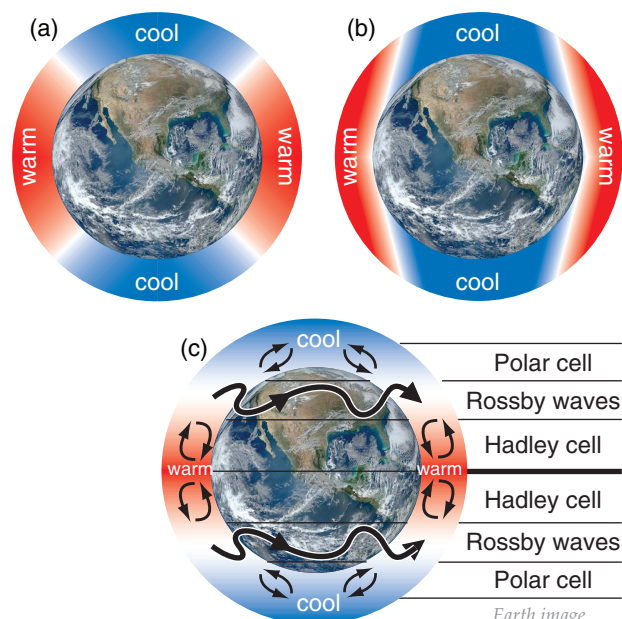 (a)
cool
warm
warm
cool
(b)
cool
warm
warm
cool
(c)
cool
Polar cell
Rossby waves
Hadley cell
warm
warm
Hadley cell
Rossby waves
Polar cell
cool
Earth image